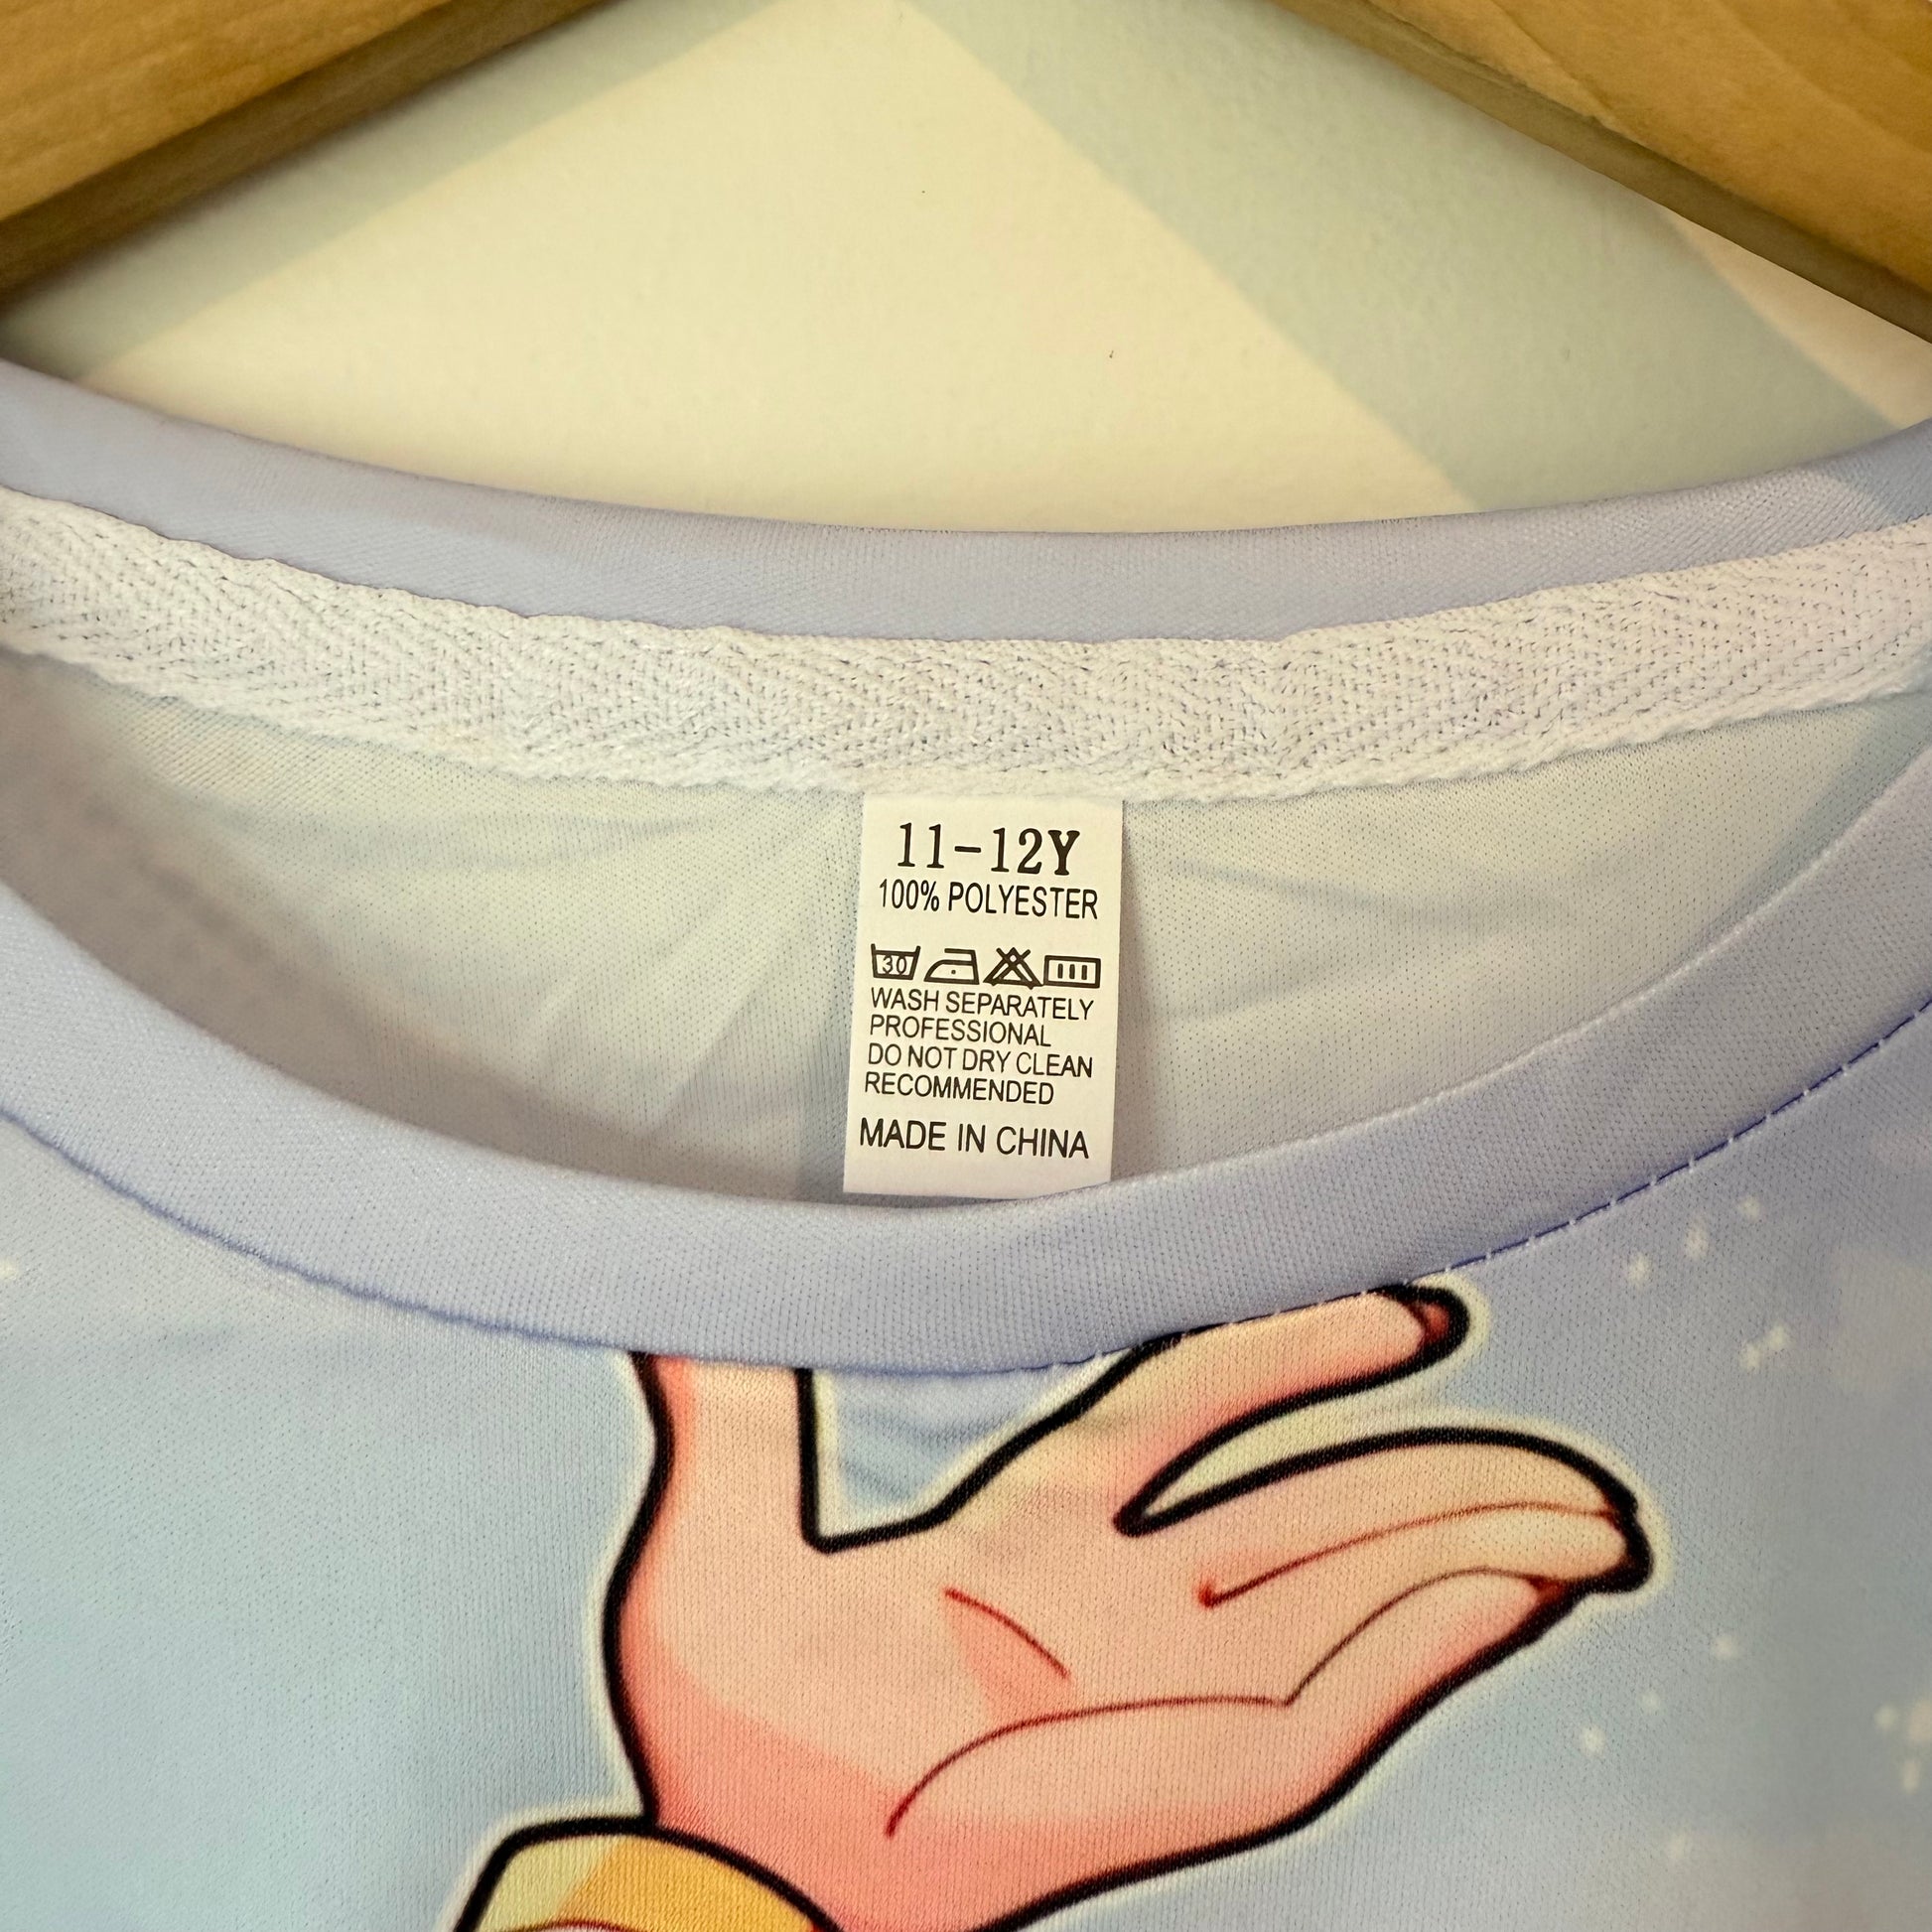 11-12Y
100% POLYESTER
30
WASH SEPARATELY
PROFESSIONAL
DO NOT DRY CLEAN
RECOMMENDED
MADE IN CHINA